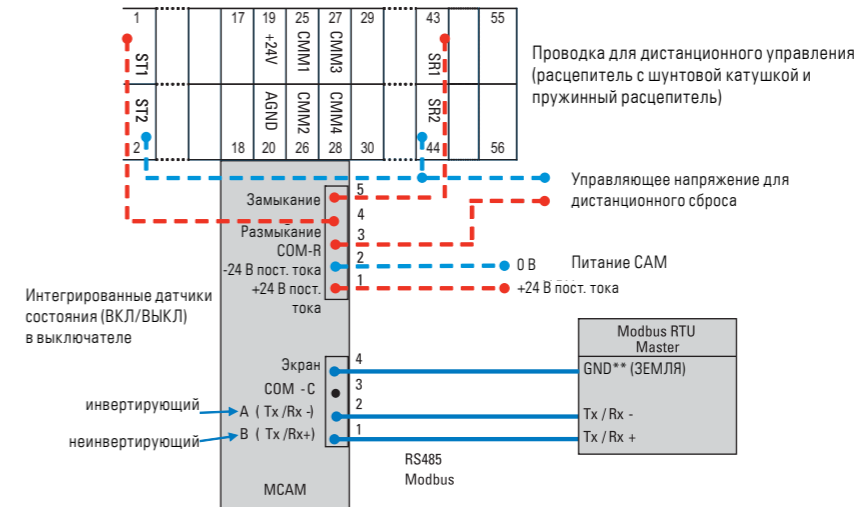 1 17 19 25 27 29 43 55
ST1 +24V CMM1 CMM3 SR1
ST2 AGND CMM2 CMM4 SR2
2 18 20 26 28 30 44 56
Проводка для дистанционного управления
(расцепитель с шунтовой катушкой и
пружинный расцепитель)
Управляющее напряжение для
дистанционного сброса
Замыкание 5
4
Размыкание
COM-R 3
-24 В пост. тока 2
+24 В пост. 1
тока
0 В Питание CAM
+24 В пост. тока
Интегрированные датчики
состояния (ВКЛ/ВЫКЛ)
в выключателе
Modbus RTU
Master
GND** (ЗЕМЛЯ)
Tx / Rx -
Tx / Rx +
Экран 4
COM - C 3
инвертирующий A ( Tx /Rx -) 2
неинвертирующий B ( Tx /Rx+) 1
RS485
Modbus
MCAM